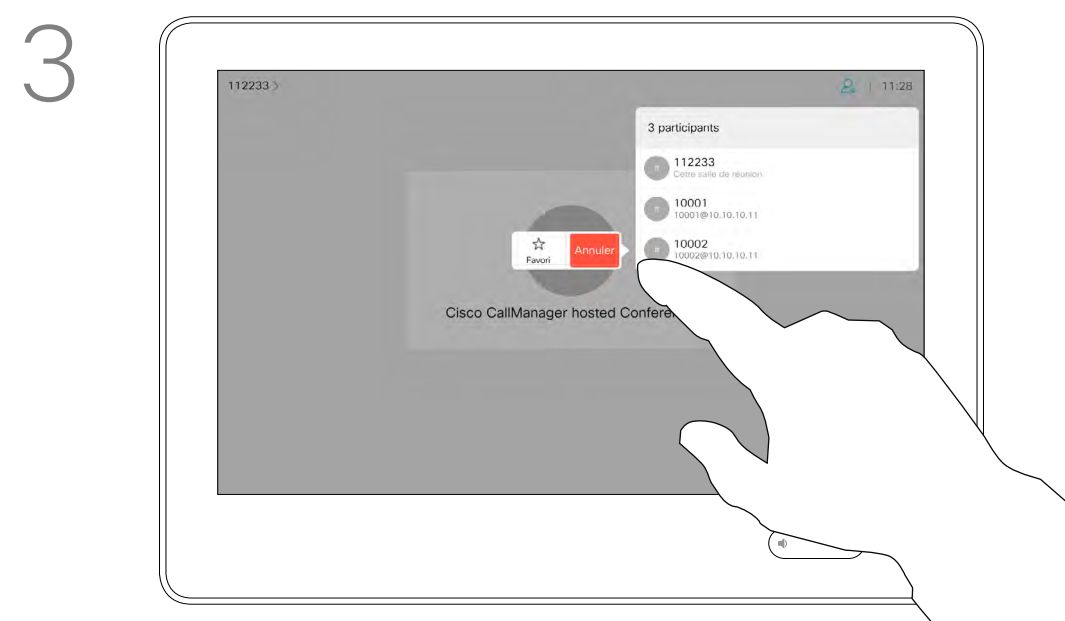 3
112233 >
11:28
3 participants
112233
Cette salle de réunion
10001
10001@10.10.10.11
10002
10002@10.10.10.11
Favori
Annuler
Cisco CallManager hosted Confere